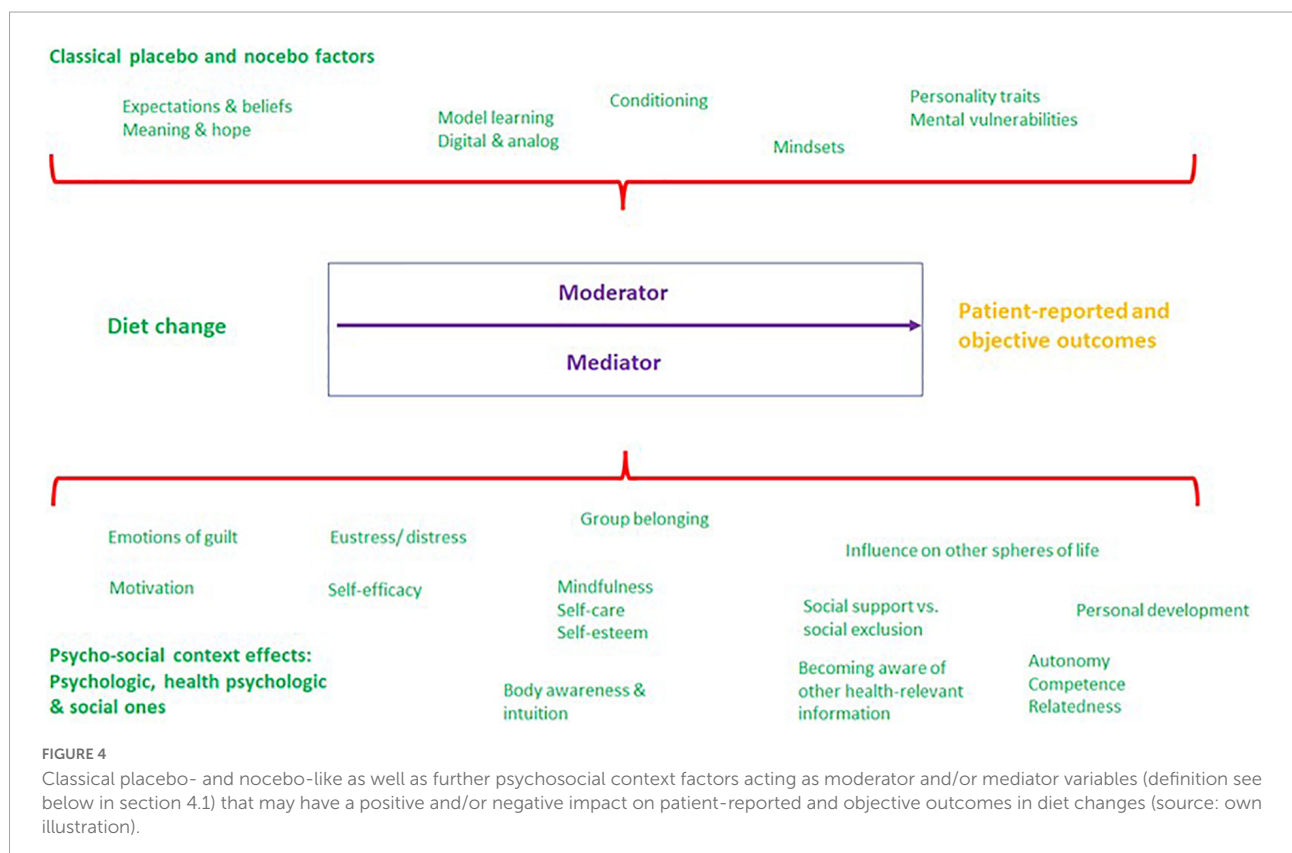 Classical placebo and nocebo factors
Expectations & beliefs
Meaning & hope
Model learning
Digital & analog
Conditioning
Mindsets
Personality traits
Mental vulnerabilities
Diet change
Moderator
Mediator
Patient-reported and
objective outcomes
Emotions of guilt
Eustress/ distress
Group belonging
Influence on other spheres of life
Motivation
Self-efficacy
Mindfulness
Self-care
Self-esteem
Social support vs.
social exclusion
Personal development
Psycho-social context effects:
Psychologic, health psychologic
& social ones
Body awareness &
intuition
Becoming aware of
other health-relevant
information
Autonomy
Competence
Relatedness
FIGURE 4
Classical placebo- and nocebo-like as well as further psychosocial context factors acting as moderator and/or mediator variables (definition see
below in section 4.1) that may have a positive and/or negative impact on patient-reported and objective outcomes in diet changes (source: own
illustration).